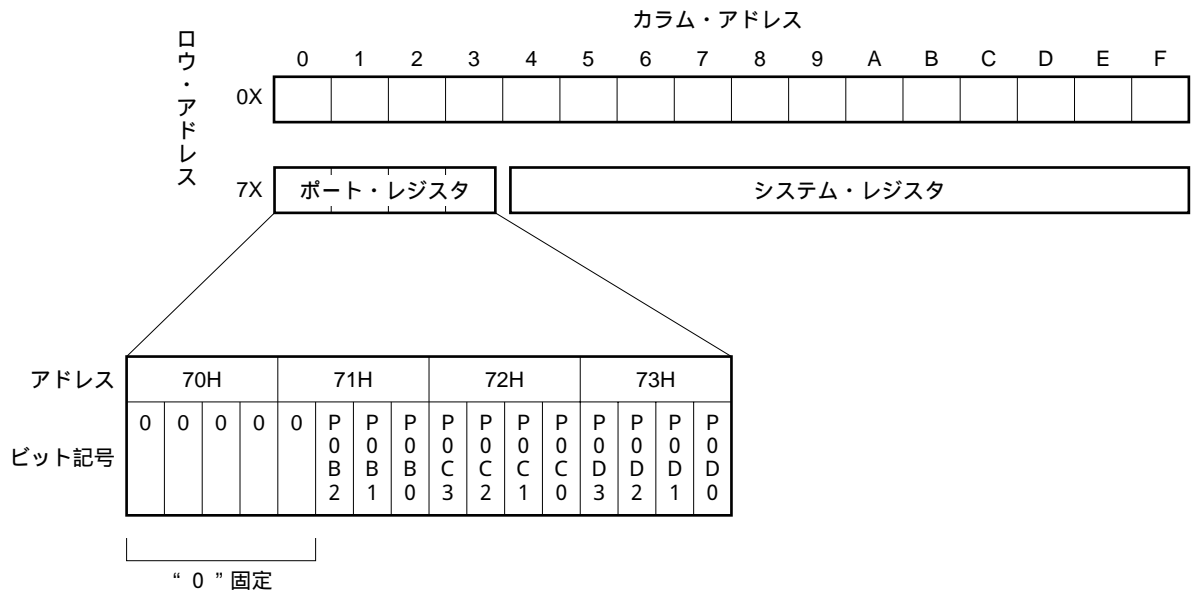 カラム・アドレス
ロウ・アドレス
0 1 2 3 4 5 6 7 8 9 A B C D E F
0X
7X ポート・レジスタ システム・レジスタ
アドレス 70H 71H 72H 73H
ビット記号 0 0 0 0 0 P0B2 P0B1 P0B0 P0C3 P0C2 P0C1 P0C0 P0D3 P0D2 P0D1 P0D0
“0”固定